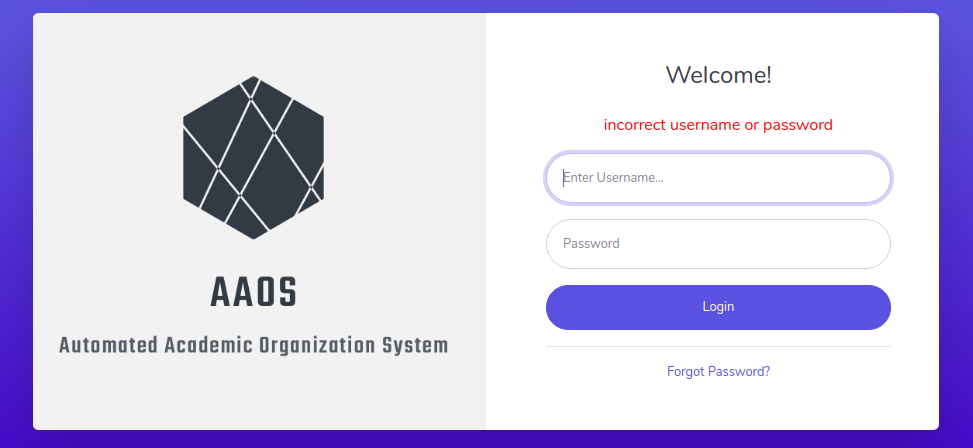 AAOS
Automated Academic Organization System
Welcome!
incorrect username or password
Enter Username...
Password
Login
Forgot Password?